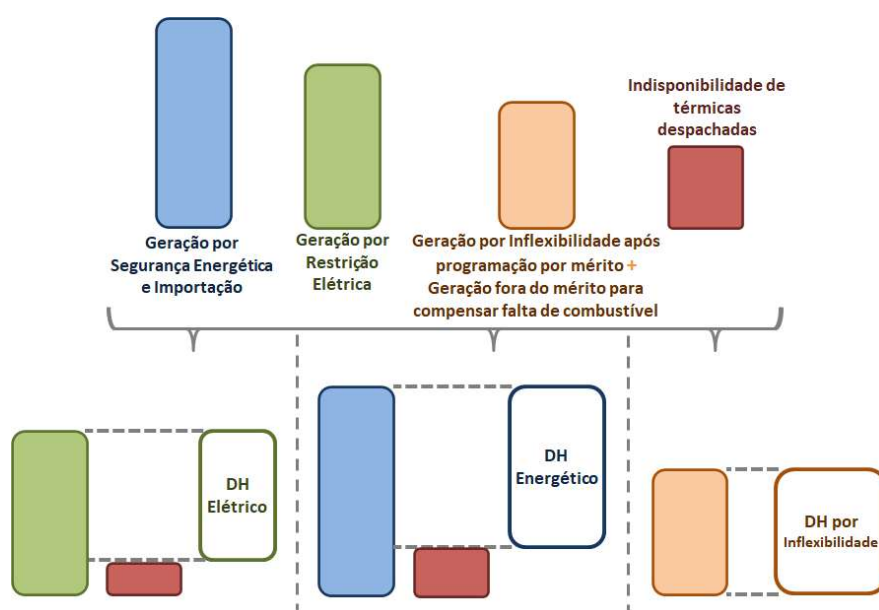 Indisponibilidade de
térmicas
despachadas
Geração por
Segurança Energética
e Importação
Geração por
Restrição
Elétrica
Geração por Inflexibilidade após
programação por mérito +
Geração fora do mérito para
compensar falta de combustível
DH
Elétrico
DH
Energético
DH por
Inflexibilidade